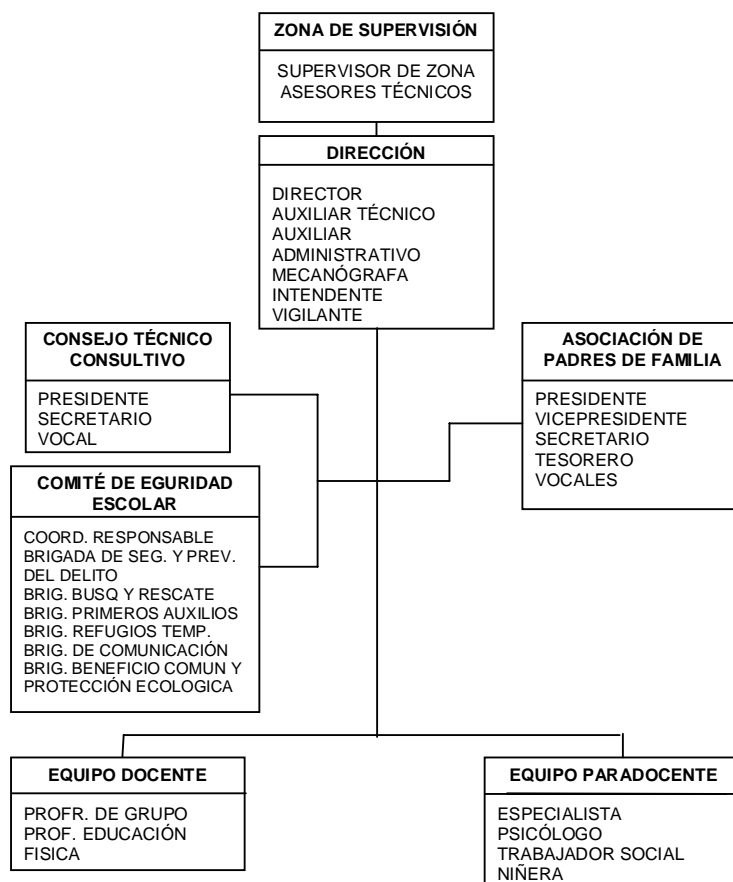 ZONA DE SUPERVISIÓN
SUPERVISOR DE ZONA
ASESORES TÉCNICOS
DIRECCIÓN
DIRECTOR
AUXILIAR TÉCNICO
AUXILIAR
ADMINISTRATIVO
MECANÓGRAFA
INTENDENTE
VIGILANTE
CONSEJO TÉCNICO
CONSULTIVO
PRESIDENTE
SECRETARIO
VOCAL
ASOCIACIÓN DE
PADRES DE FAMILIA
PRESIDENTE
VICEPRESIDENTE
SECRETARIO
TESORERO
VOCALES
COMITÉ DE EGURIDAD
ESCOLAR
COORD. RESPONSABLE
BRIGADA DE SEG. Y PREV.
DEL DELITO
BRIG. BUSQ Y RESCATE
BRIG. PRIMEROS AUXILIOS
BRIG. REFUGIOS TEMP.
BRIG. DE COMUNICACIÓN
BRIG. BENEFICIO COMUN Y
PROTECCIÓN ECOLOGICA
EQUIPO DOCENTE
PROFR. DE GRUPO
PROF. EDUCACIÓN
FISICA
EQUIPO PARADOCENTE
ESPECIALISTA
PSICÓLOGO
TRABAJADOR SOCIAL
NIÑERA